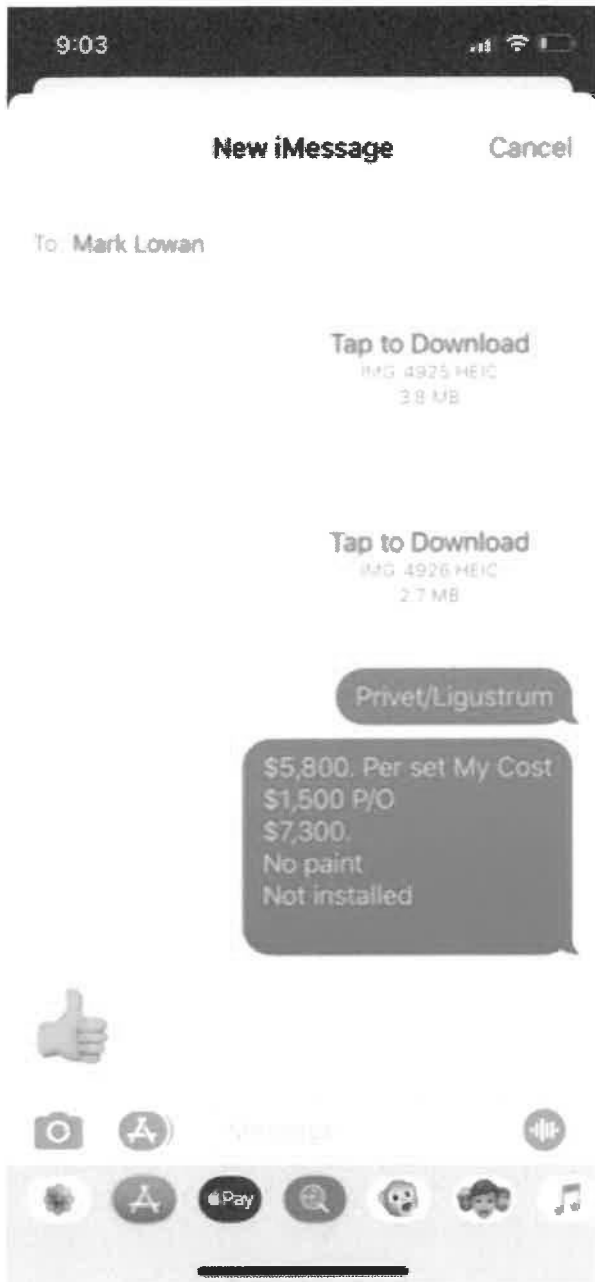 9:03
New iMessage
Cancel
To: Mark Lowan
Tap to Download
IMG 4925 HEIC
3.8 MB
Tap to Download
IMG 4926 HEIC
2.7 MB
Privet/Ligustrum
$5,800. Per set My Cost
$1,500 P/O
$7,300.
No paint
Not installed
Pay